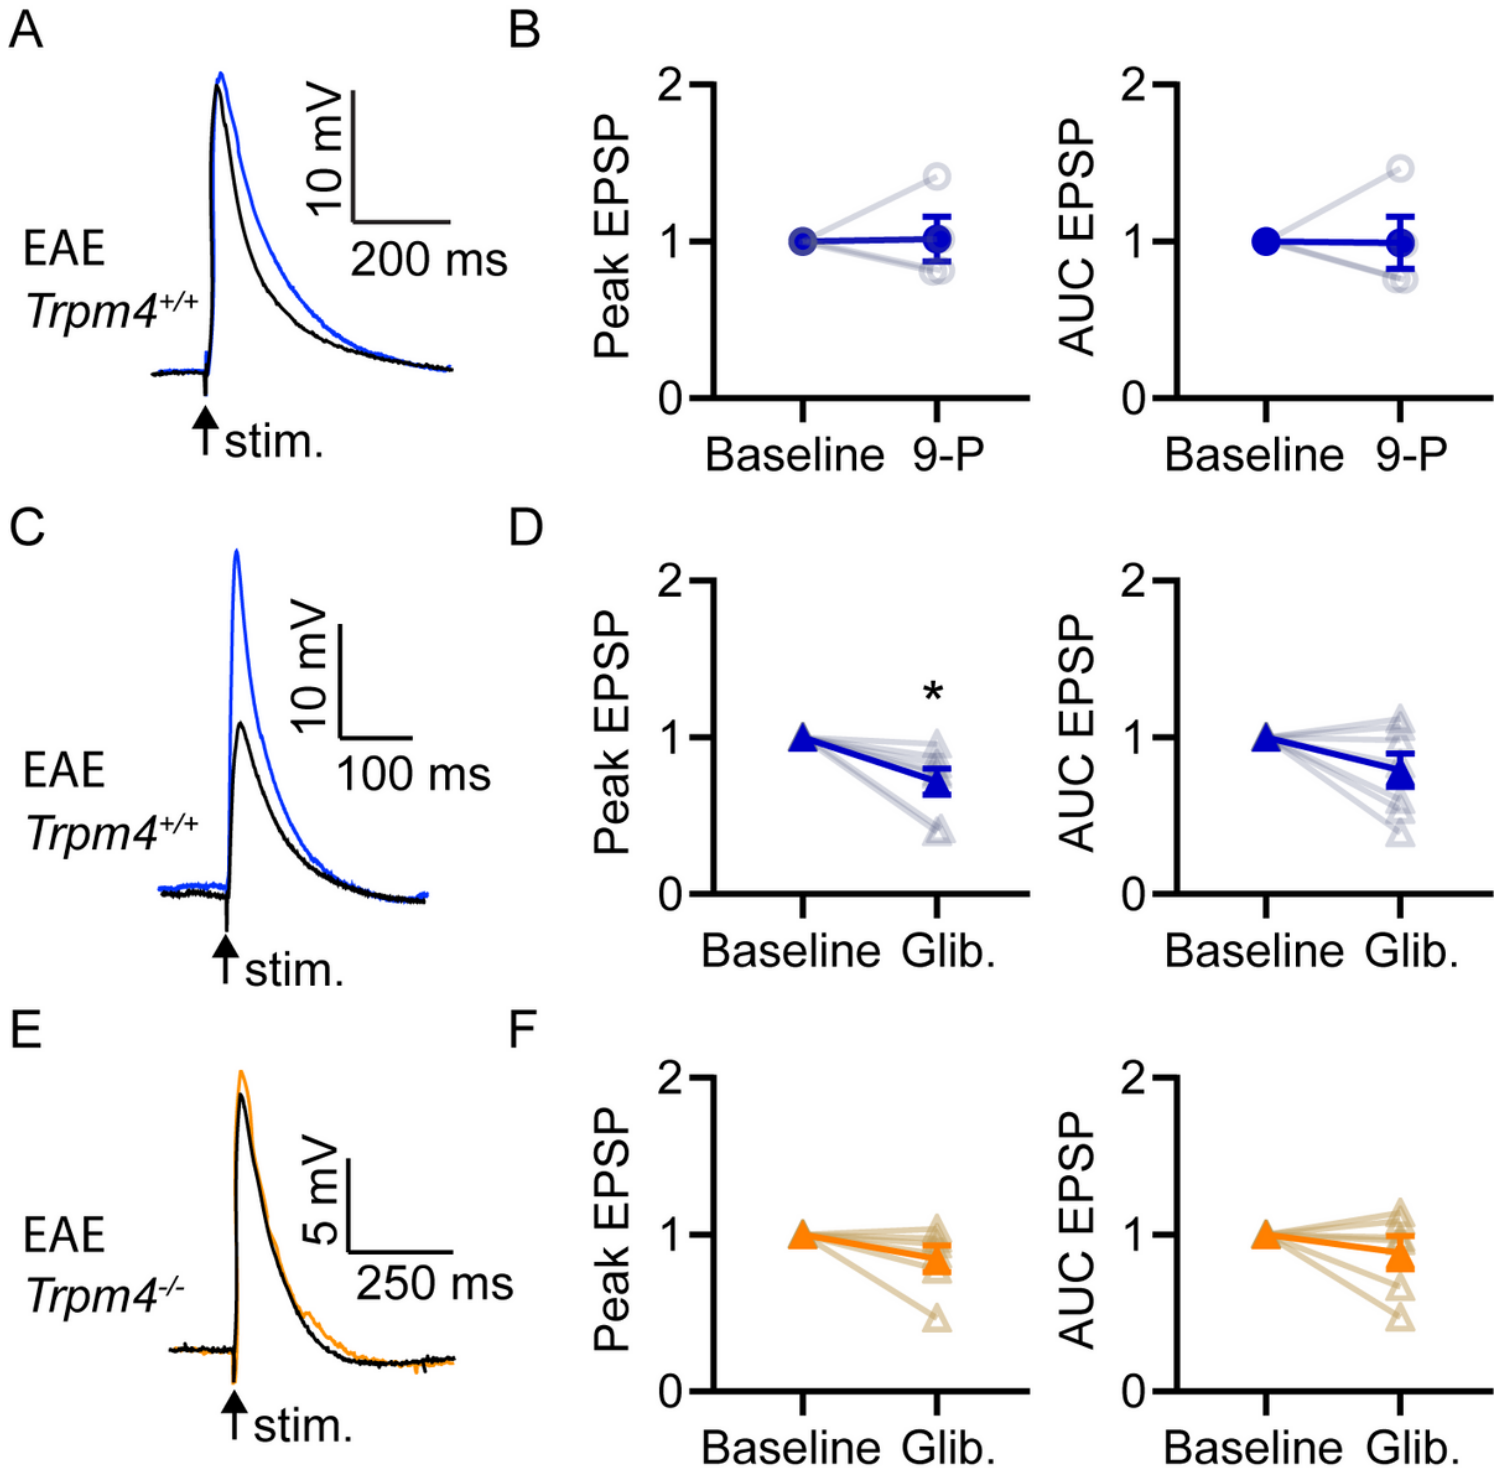 A
10 mV
200 ms
EAE
Trpm4+/+
stim.
B
Peak EPSP
2
1
0
Baseline 9-P
AUC EPSP
2
1
0
Baseline 9-P
C
10 mV
100 ms
EAE
Trpm4+/+
stim.
D
Peak EPSP
2
1
0
*
Baseline Glib.
AUC EPSP
2
1
0
Baseline Glib.
E
5 mV
250 ms
EAE
Trpm4-/-
stim.
F
Peak EPSP
2
1
0
Baseline Glib.
AUC EPSP
2
1
0
Baseline Glib.